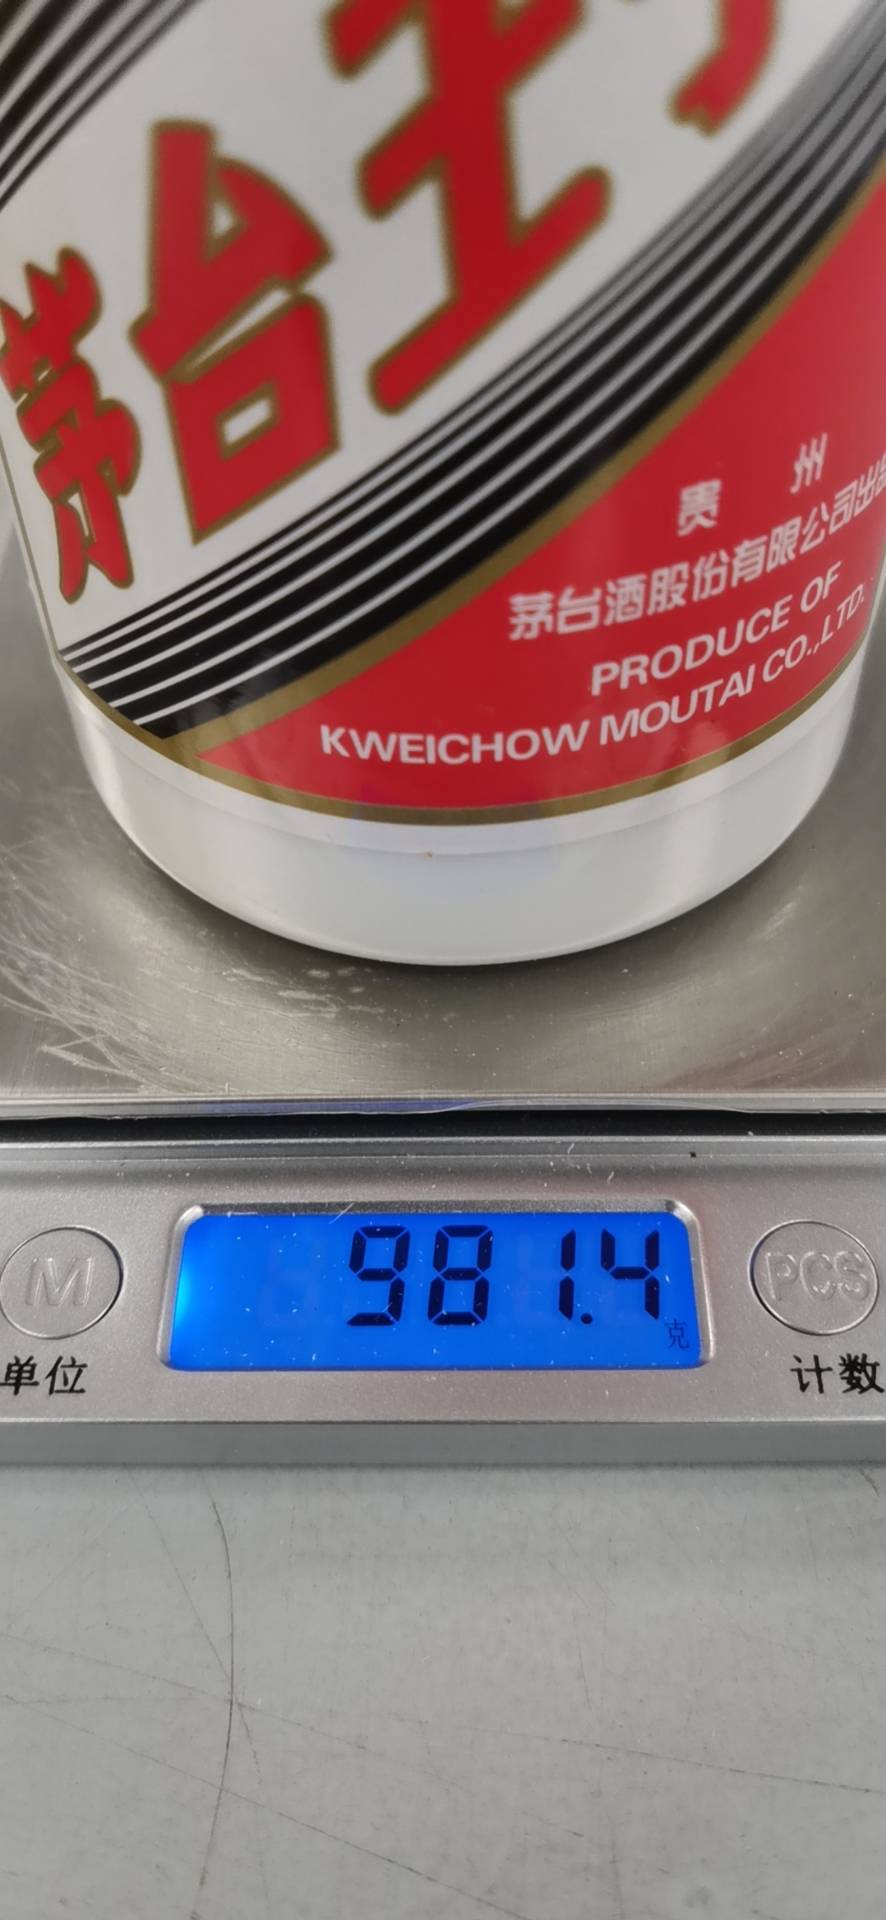 茅台王
贵州
茅台酒股份有限公司出品
PRODUCE OF
KWEICHOW MOUTAI CO.,LTD.
981.4
克
M
PCS
单位
计数